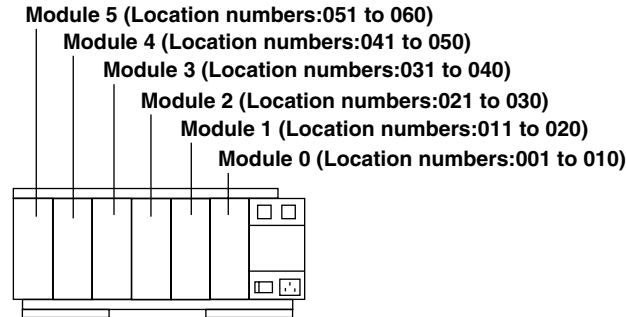 Module 5 (Location numbers:051 to 060)
Module 4 (Location numbers:041 to 050)
Module 3 (Location numbers:031 to 040)
Module 2 (Location numbers:021 to 030)
Module 1 (Location numbers:011 to 020)
Module 0 (Location numbers:001 to 010)